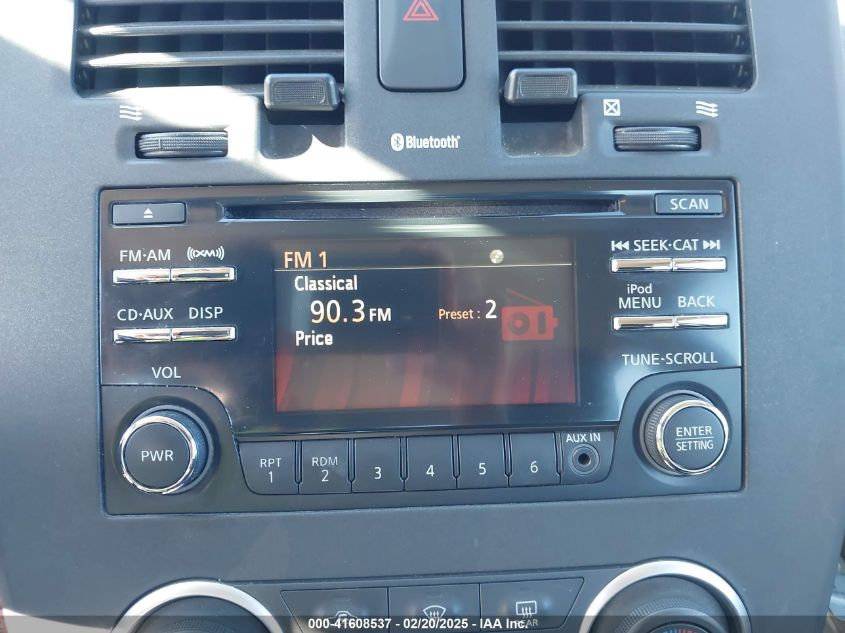 Bluetooth
SCAN
FM·AM
((XM))
SEEK·CAT
FM 1
Classical
90.3 FM
Preset : 2
Price
iPod
MENU
BACK
CD·AUX
DISP
VOL
TUNE·SCROLL
PWR
ENTER
SETTING
RPT
1
RDM
2
3
4
5
6
AUX IN
REAR
000-41608537 - 02/20/2025 - IAA Inc.